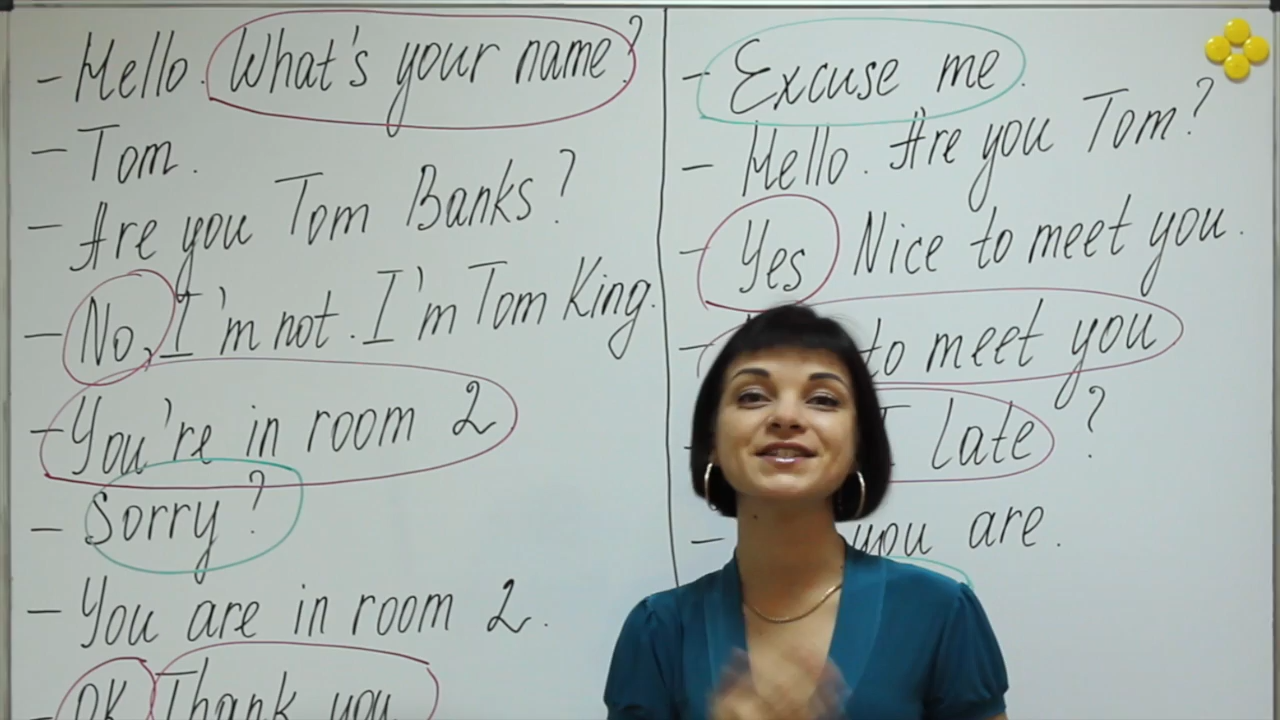 - Hello. What's your name?
- Tom.
- Are you Tom Banks?
- No, I'm not. I'm Tom King.
- You're in room 2
- Sorry?
- You are in room 2.
- OK Thank you
- Excuse me.
- Hello. Are you Tom?
- Yes Nice to meet you.
- to meet you
- I late?
- you are.